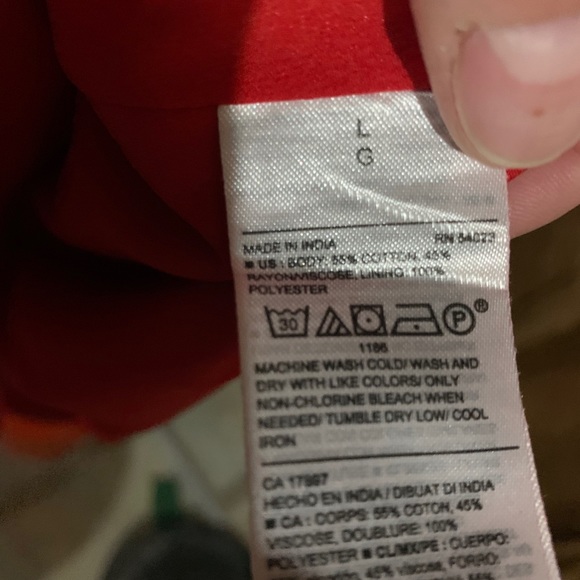 L
G
MADE IN INDIA RN 54023
■ US : BODY: 55% COTTON, 45%
RAYON/VISCOSE, LINING: 100%
POLYESTER
30 P ®
1186
MACHINE WASH COLD/ WASH AND
DRY WITH LIKE COLORS/ ONLY
NON-CHLORINE BLEACH WHEN
NEEDED/ TUMBLE DRY LOW/ COOL
IRON
CA 17897
HECHO EN INDIA / DIBUAT DI INDIA
■ CA : CORPS: 55% COTON, 45%
VISCOSE, DOUBLURE: 100%
POLYESTER ■ CL/MX/PE : CUERPO:
45% viscosa, FORRO: